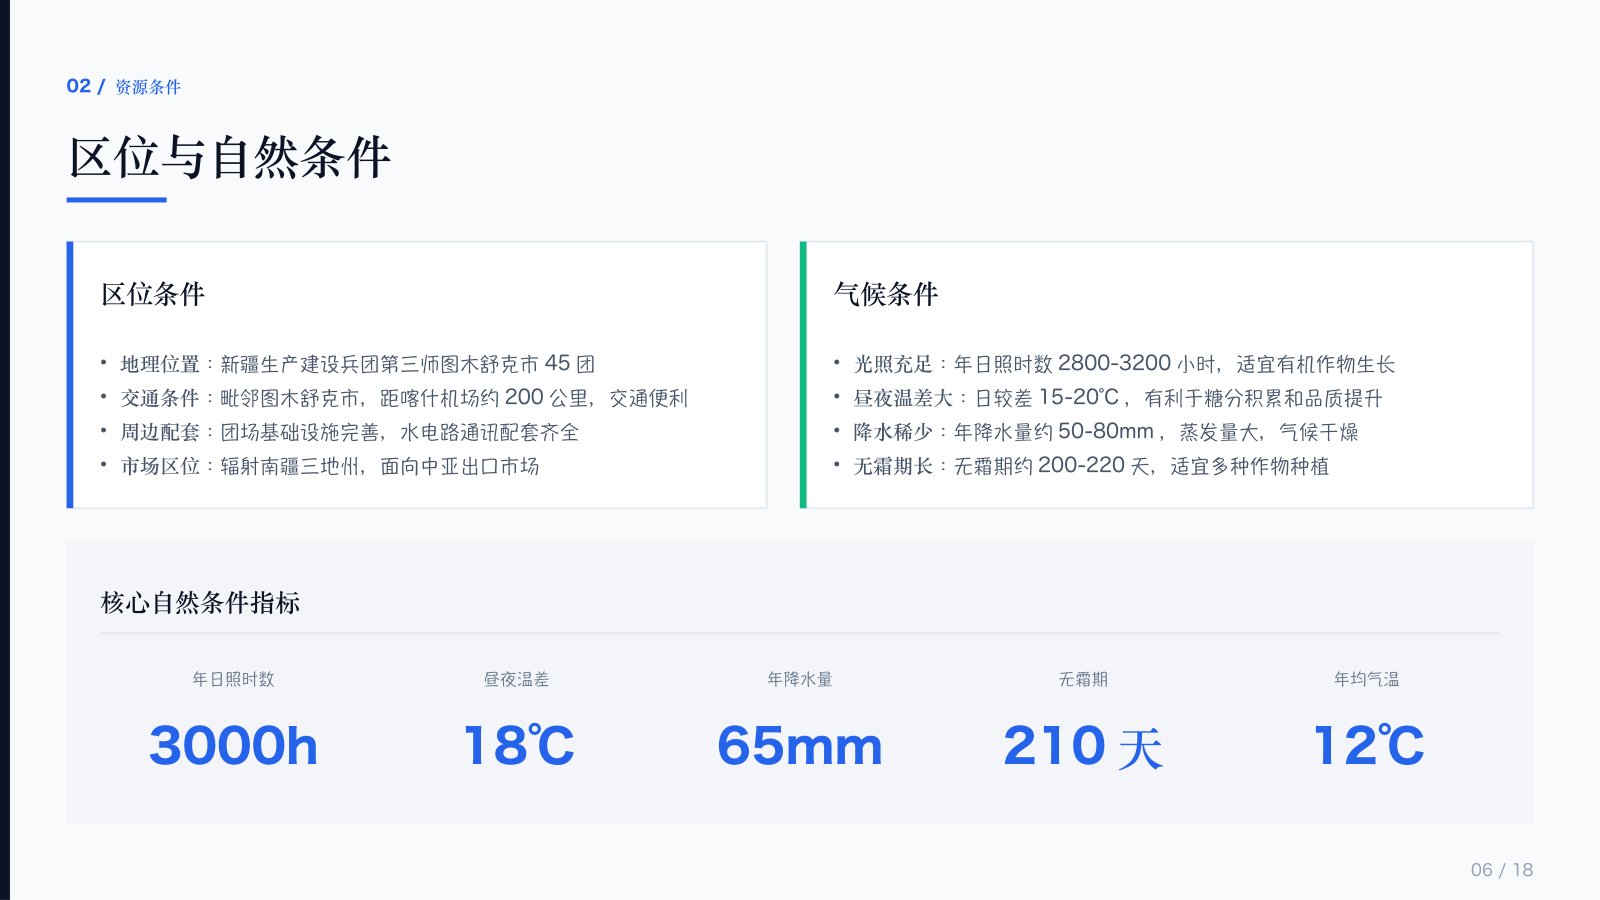 02 / 资源条件
区位与自然条件
区位条件
• 地理位置：新疆生产建设兵团第三师图木舒克市 45 团
• 交通条件：毗邻图木舒克市，距喀什机场约 200 公里，交通便利
• 周边配套：团场基础设施完善，水电路通讯配套齐全
• 市场区位：辐射南疆三地州，面向中亚出口市场
气候条件
• 光照充足：年日照时数 2800-3200 小时，适宜有机作物生长
• 昼夜温差大：日较差 15-20℃，有利于糖分积累和品质提升
• 降水稀少：年降水量约 50-80mm，蒸发量大，气候干燥
• 无霜期长：无霜期约 200-220 天，适宜多种作物种植
核心自然条件指标
年日照时数
3000h
昼夜温差
18℃
年降水量
65mm
无霜期
210 天
年均气温
12℃
06 / 18